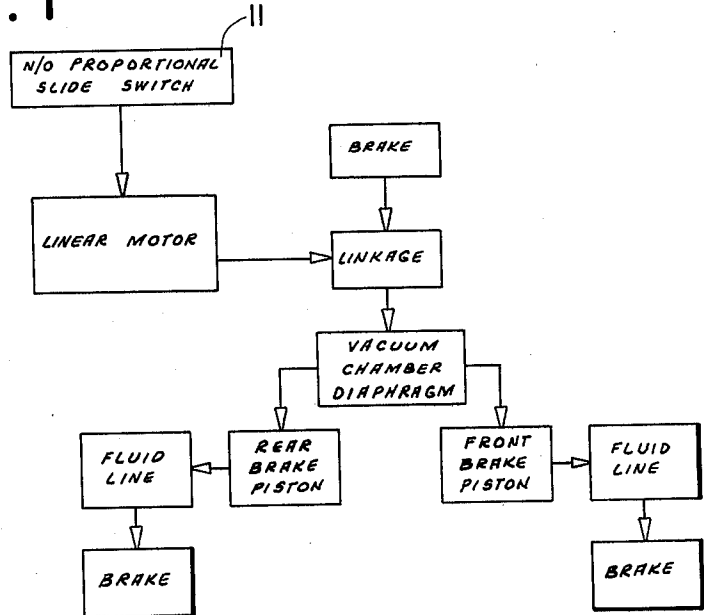 . 1
11
N/O PROPORTIONAL
SLIDE SWITCH
BRAKE
LINEAR MOTOR
LINKAGE
VACUUM
CHAMBER
DIAPHRAGM
FLUID
LINE
REAR
BRAKE
PISTON
FRONT
BRAKE
PISTON
FLUID
LINE
BRAKE
BRAKE